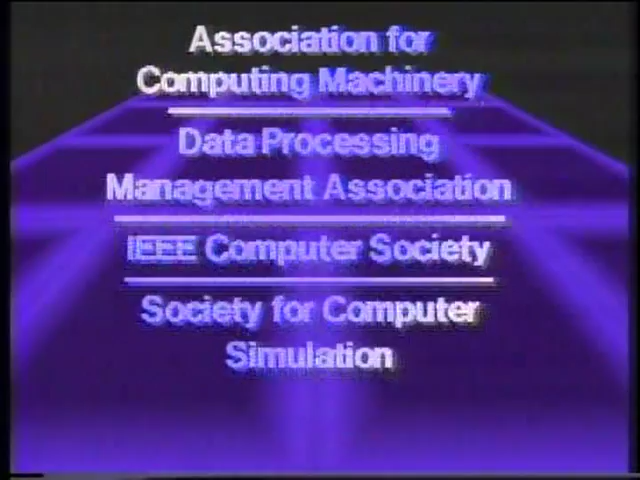 Association for
Computing Machinery
Data Processing
Management Association
IEEE Computer Society
Society for Computer
Simulation